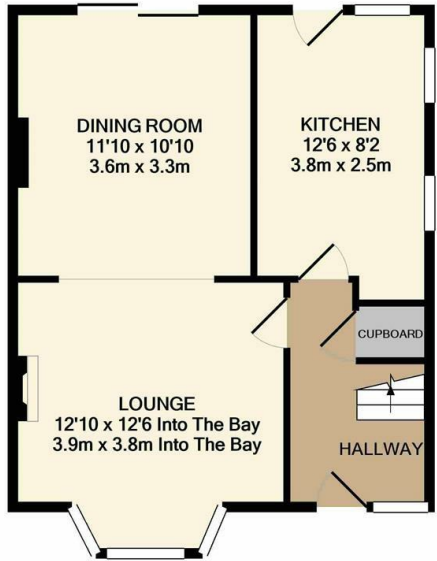 DINING ROOM
11'10 x 10'10
3.6m x 3.3m
KITCHEN
12'6 x 8'2
3.8m x 2.5m
CUPBOARD
LOUNGE
12'10 x 12'6 Into The Bay
3.9m x 3.8m Into The Bay
HALLWAY